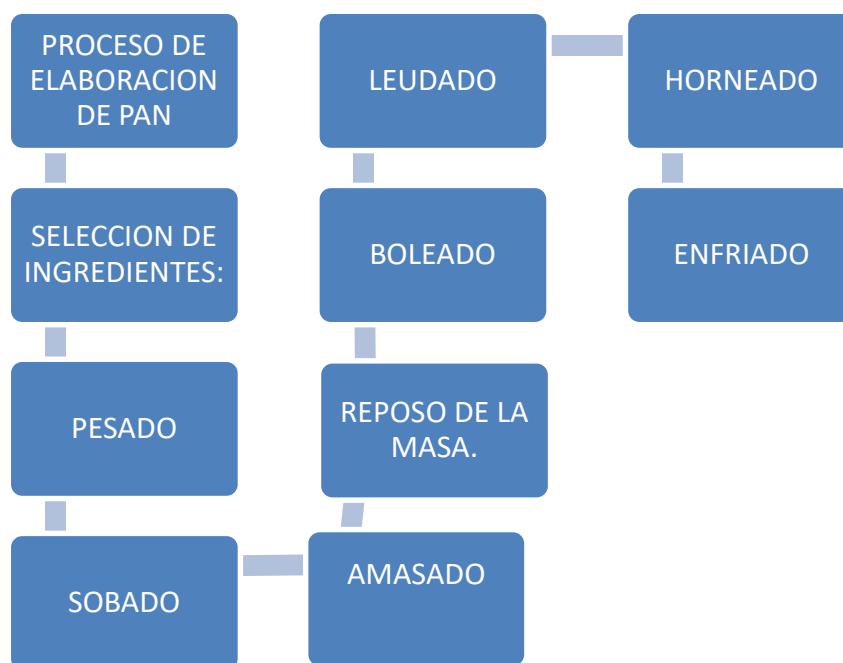 PROCESO DE
ELABORACION
DE PAN
SELECCION DE
INGREDIENTES:
PESADO
SOBADO
AMASADO
REPOSO DE LA
MASA.
BOLEADO
LEUDADO
HORNEADO
ENFRIADO